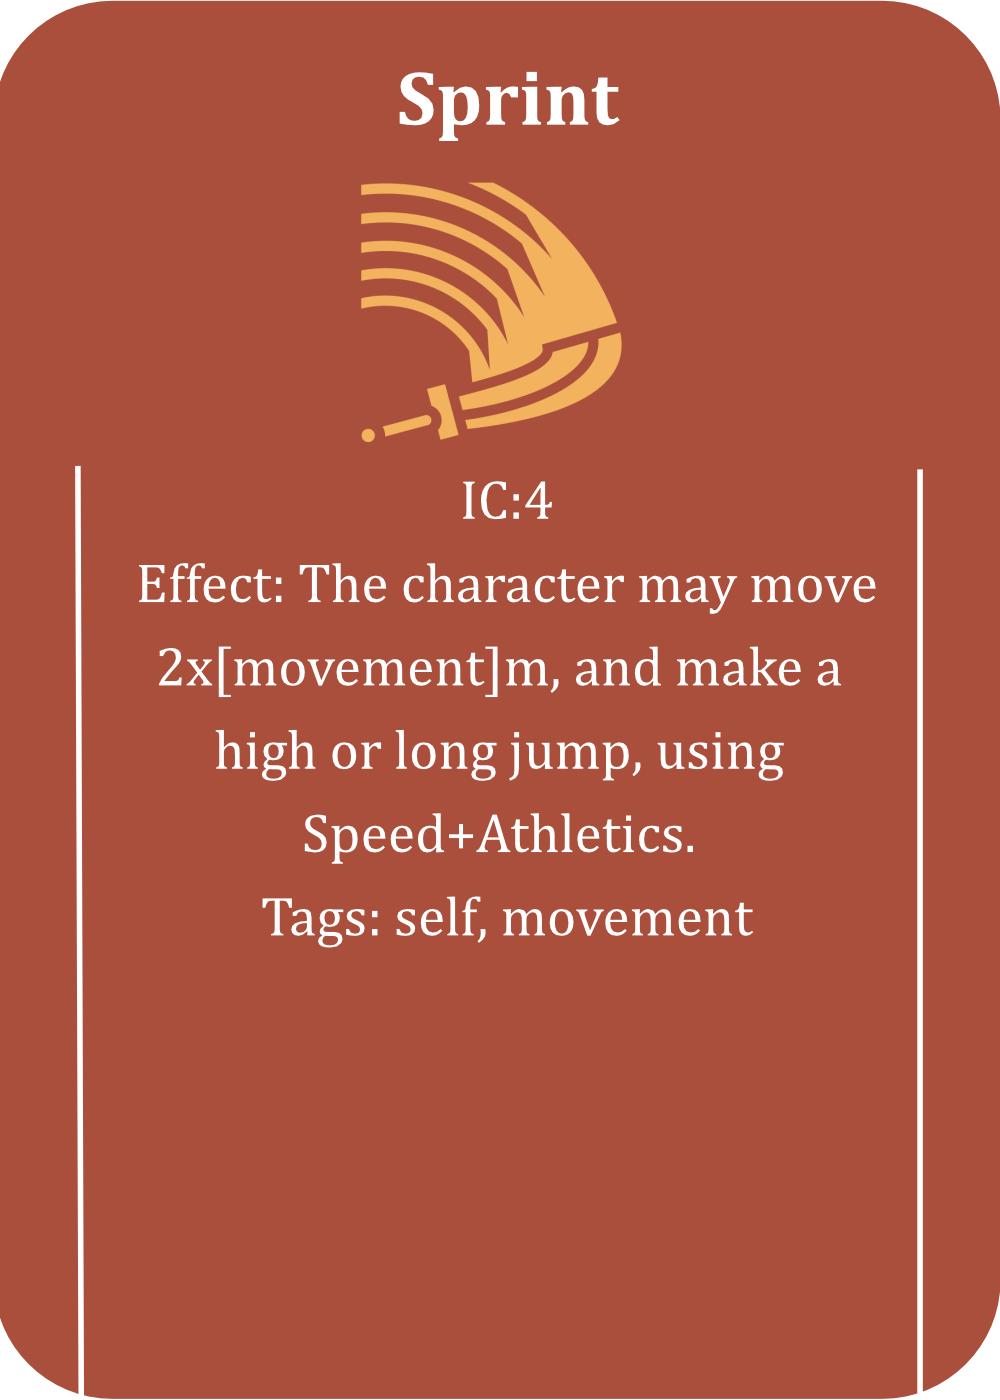 Sprint
IC:4
Effect: The character may move
2x[movement]m, and make a
high or long jump, using
Speed+Athletics.
Tags: self, movement